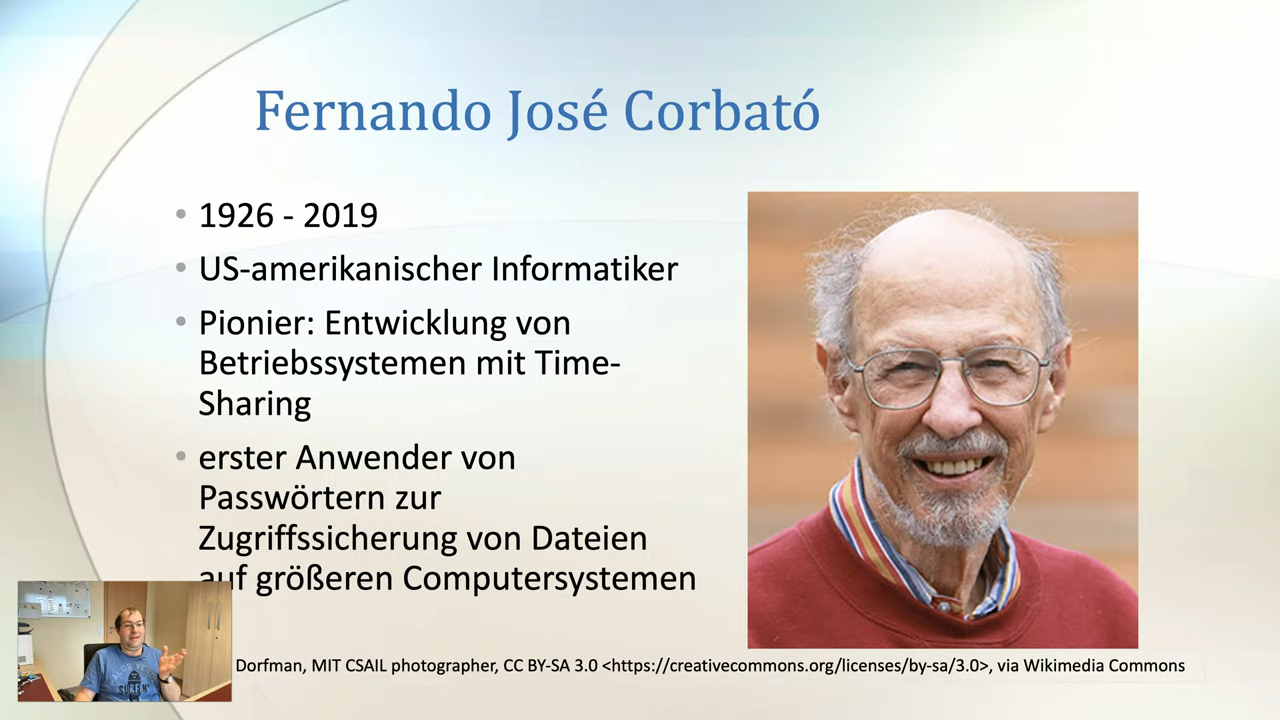 Fernando José Corbató
• 1926 - 2019
• US-amerikanischer Informatiker
• Pionier: Entwicklung von
Betriebssystemen mit Time-
Sharing
• erster Anwender von
Passwörtern zur
Zugriffssicherung von Dateien
auf größeren Computersystemen
Dorfman, MIT CSAIL photographer, CC BY-SA 3.0 <https://creativecommons.org/licenses/by-sa/3.0>, via Wikimedia Commons